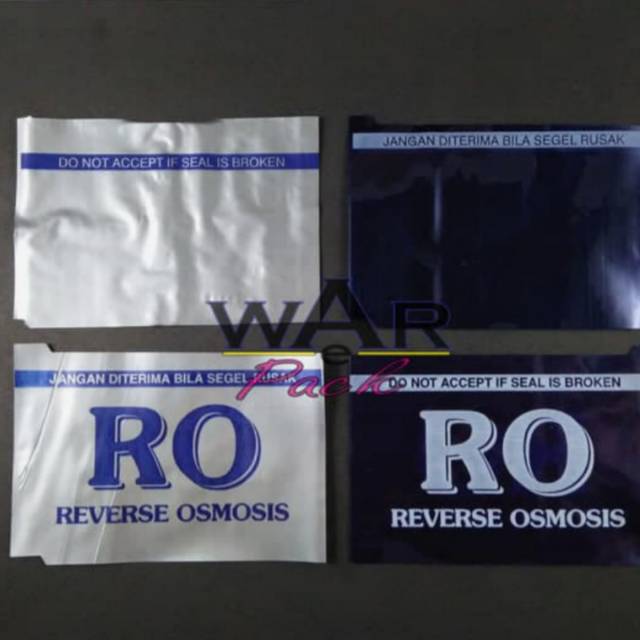 DO NOT ACCEPT IF SEAL IS BROKEN
JANGAN DITERIMA BILA SEGEL RUSAK
WAR
e
Pack
JANGAN DITERIMA BILA SEGEL RUSAK
RO
REVERSE OSMOSIS
DO NOT ACCEPT IF SEAL IS BROKEN
RO
REVERSE OSMOSIS